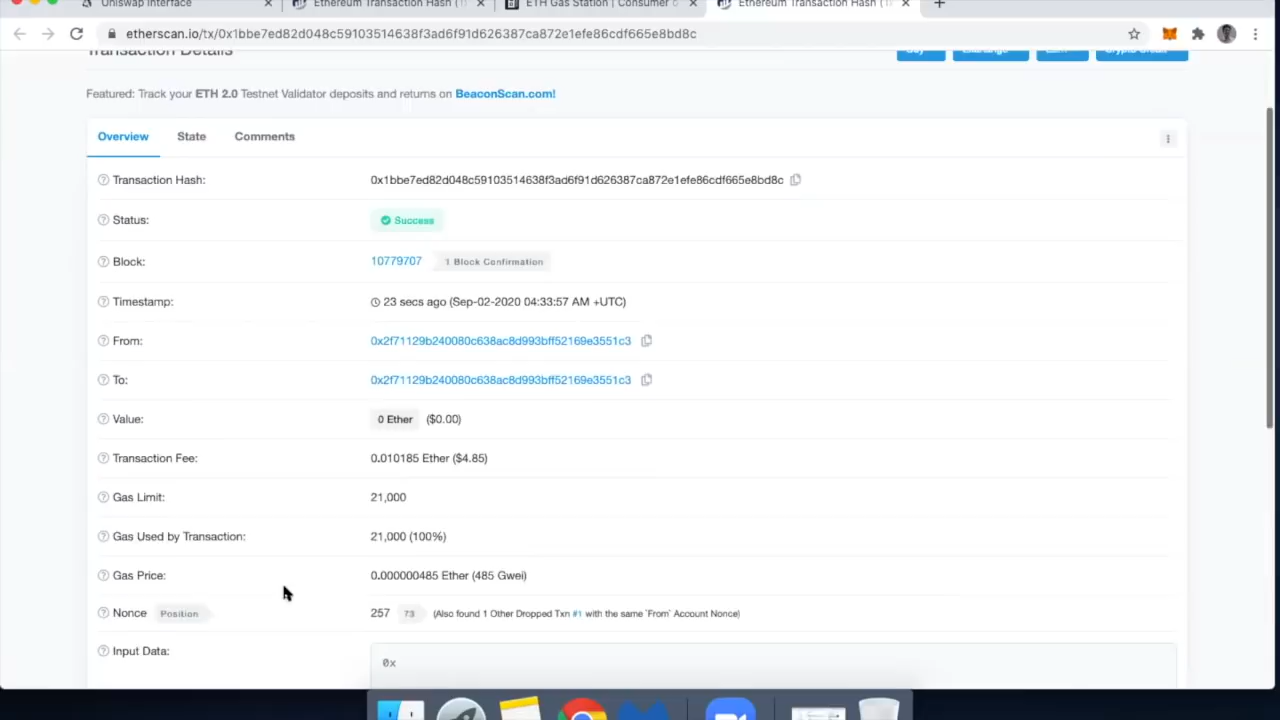 Uniswap Interface
Ethereum Transaction Hash (T
ETH Gas Station | Consumer o
Ethereum Transaction Hash (T
etherscan.io/tx/0x1bbe7ed82d048c59103514638f3ad6f91d626387ca872e1efe86cdf665e8bd8c
Transaction Details
Buy
Exchange
Earn
Crypto Credit
Featured: Track your ETH 2.0 Testnet Validator deposits and returns on BeaconScan.com!
Overview State Comments
Transaction Hash: 0x1bbe7ed82d048c59103514638f3ad6f91d626387ca872e1efe86cdf665e8bd8c
Status: Success
Block: 10779707 1 Block Confirmation
Timestamp: 23 secs ago (Sep-02-2020 04:33:57 AM +UTC)
From: 0x2f71129b240080c638ac8d993bff52169e3551c3
To: 0x2f71129b240080c638ac8d993bff52169e3551c3
Value: 0 Ether ($0.00)
Transaction Fee: 0.010185 Ether ($4.85)
Gas Limit: 21,000
Gas Used by Transaction: 21,000 (100%)
Gas Price: 0.000000485 Ether (485 Gwei)
Nonce Position 257 73 (Also found 1 Other Dropped Txn #1 with the same 'From' Account Nonce)
Input Data:
0x